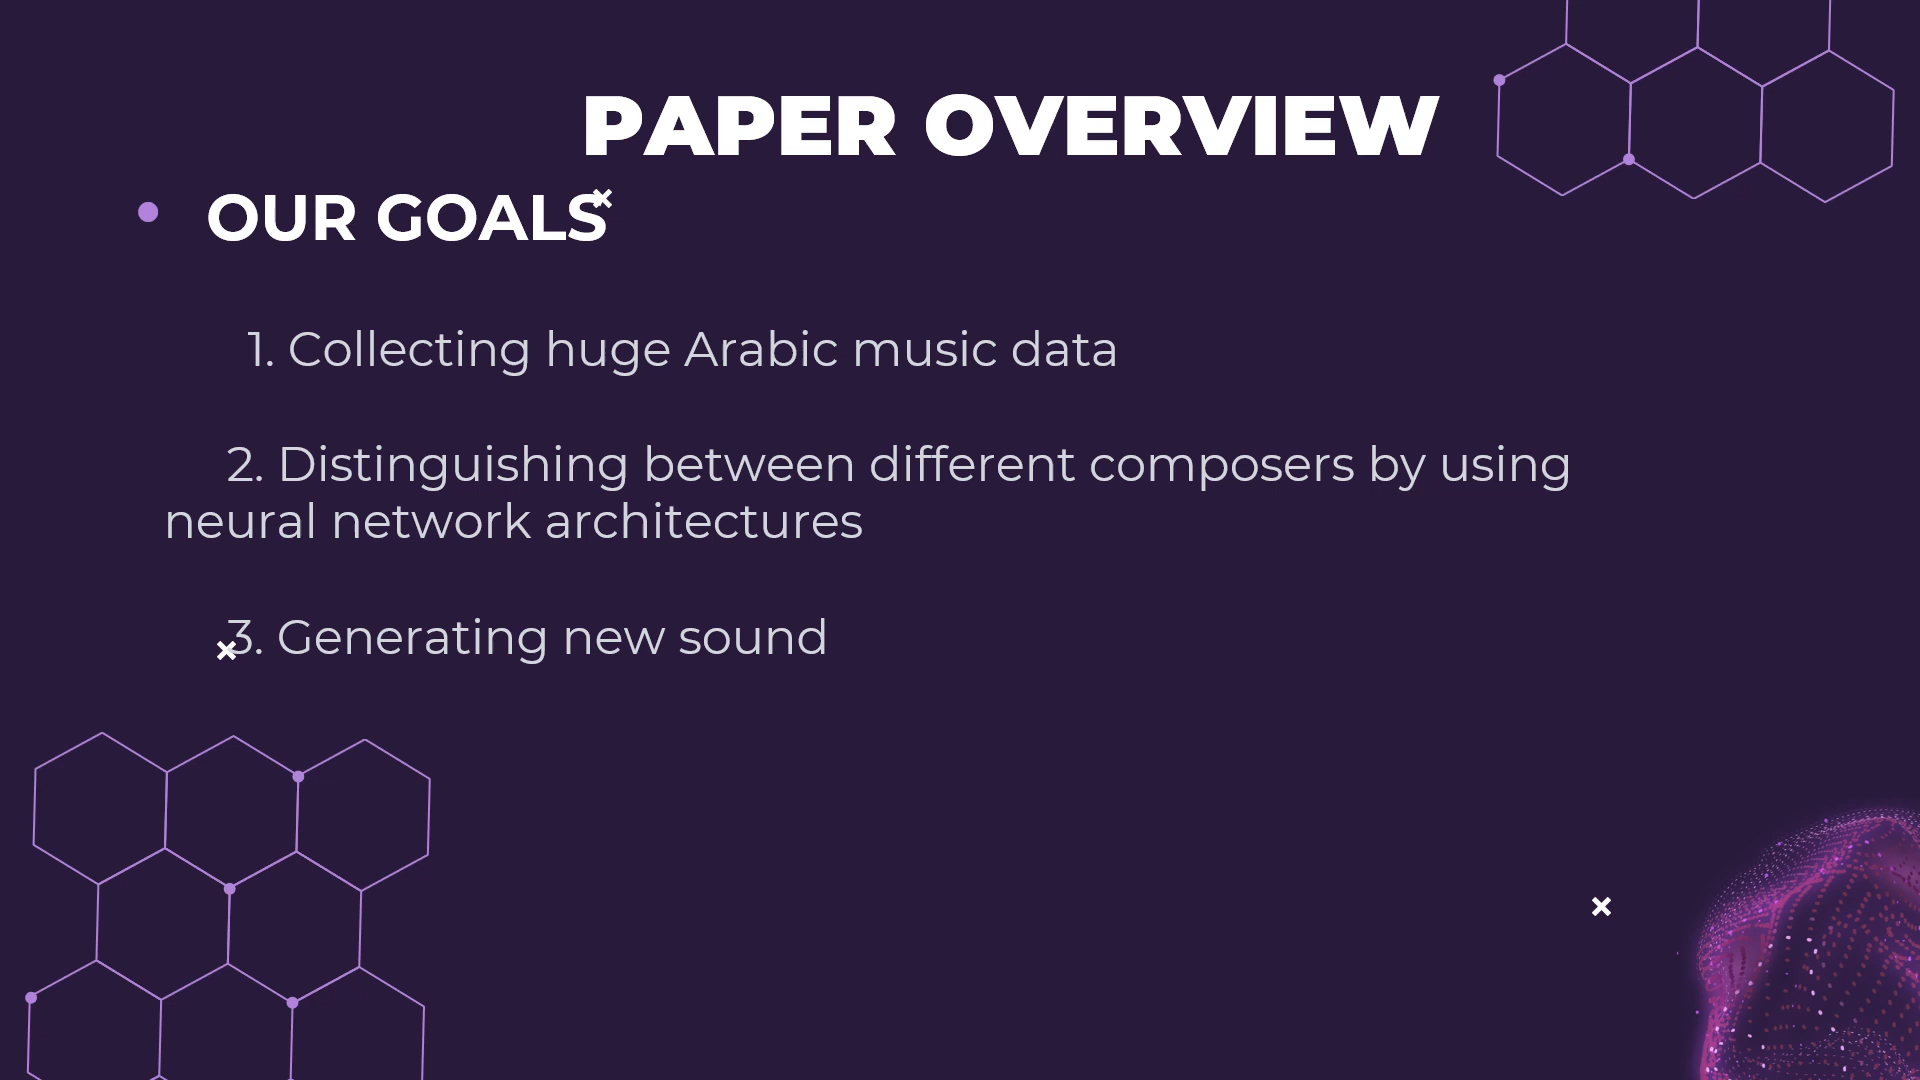 PAPER OVERVIEW
OUR GOALS
1. Collecting huge Arabic music data
2. Distinguishing between different composers by using
neural network architectures
3. Generating new sound